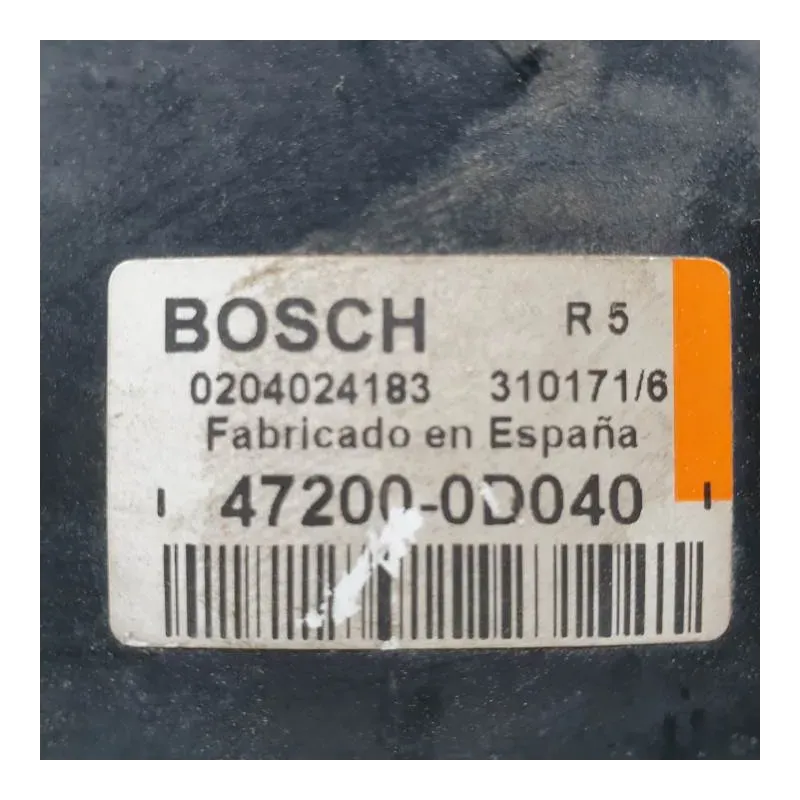 BOSCH R 5
0204024183 310171/6
Fabricado en España
47200-0D040